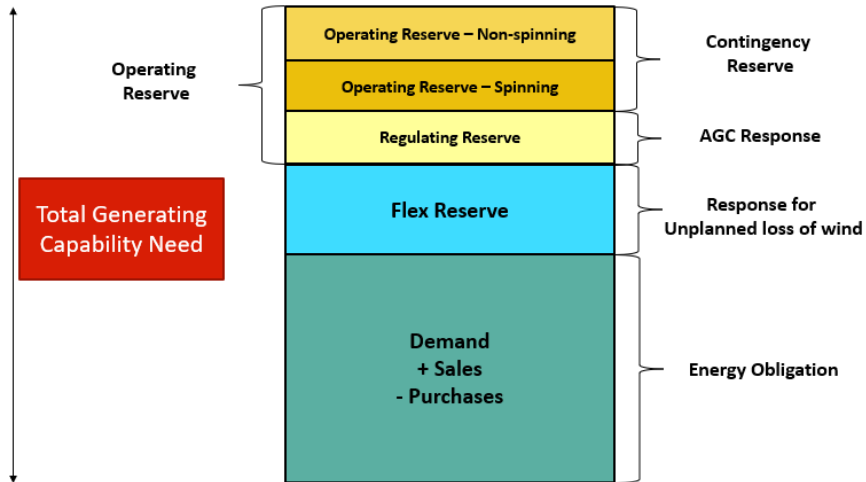 Operating Reserve – Non-spinning
Operating Reserve – Spinning
Regulating Reserve
Flex Reserve
Demand
+ Sales
- Purchases
Operating
Reserve
Total Generating
Capability Need
Contingency
Reserve
AGC Response
Response for
Unplanned loss of wind
Energy Obligation